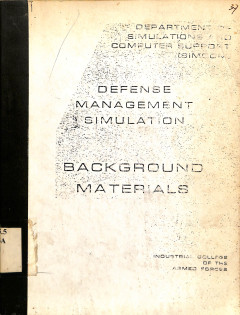 DEPARTMENT OF
SIMULATIONS AND
COMPUTER SUPPORT
DEFENSE
MANAGEMENT
SIMULATION
BACKGROUND
MATERIALS
INDUSTRIAL COLLEGE
OF THE
ARMED FORCES